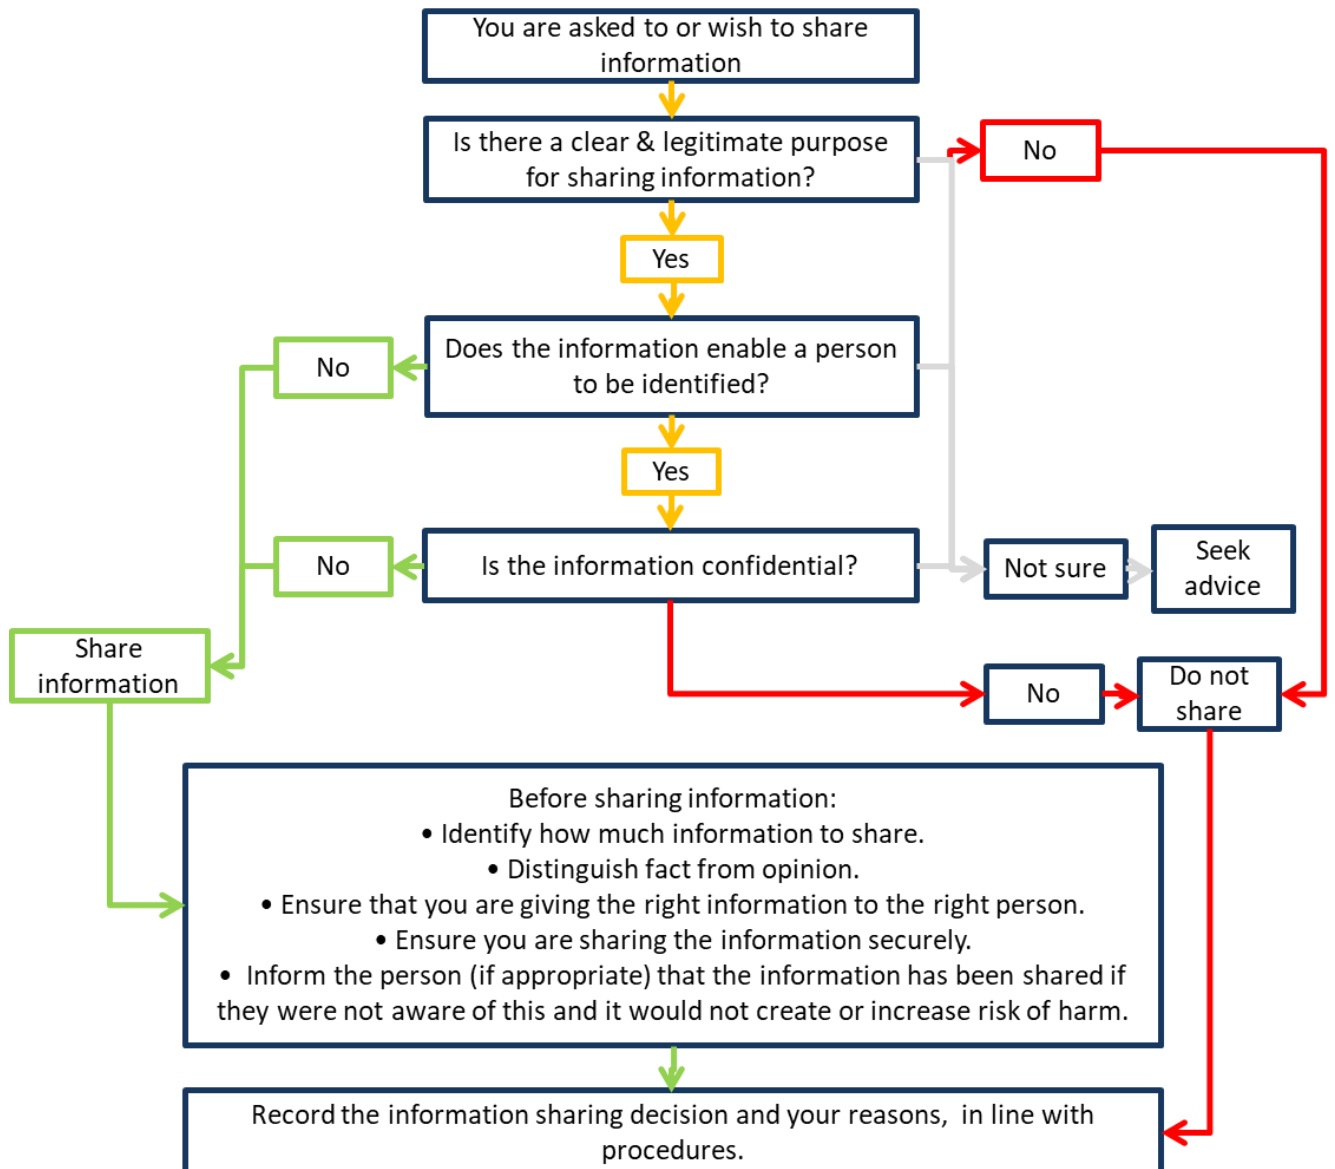 You are asked to or wish to share
information
Is there a clear & legitimate purpose
for sharing information?
No
Yes
Does the information enable a person
to be identified?
No
Yes
Is the information confidential?
No
Not sure
Seek
advice
Share
information
No
Do not
share
Before sharing information:
• Identify how much information to share.
• Distinguish fact from opinion.
• Ensure that you are giving the right information to the right person.
• Ensure you are sharing the information securely.
• Inform the person (if appropriate) that the information has been shared if
they were not aware of this and it would not create or increase risk of harm.
Record the information sharing decision and your reasons, in line with
procedures.